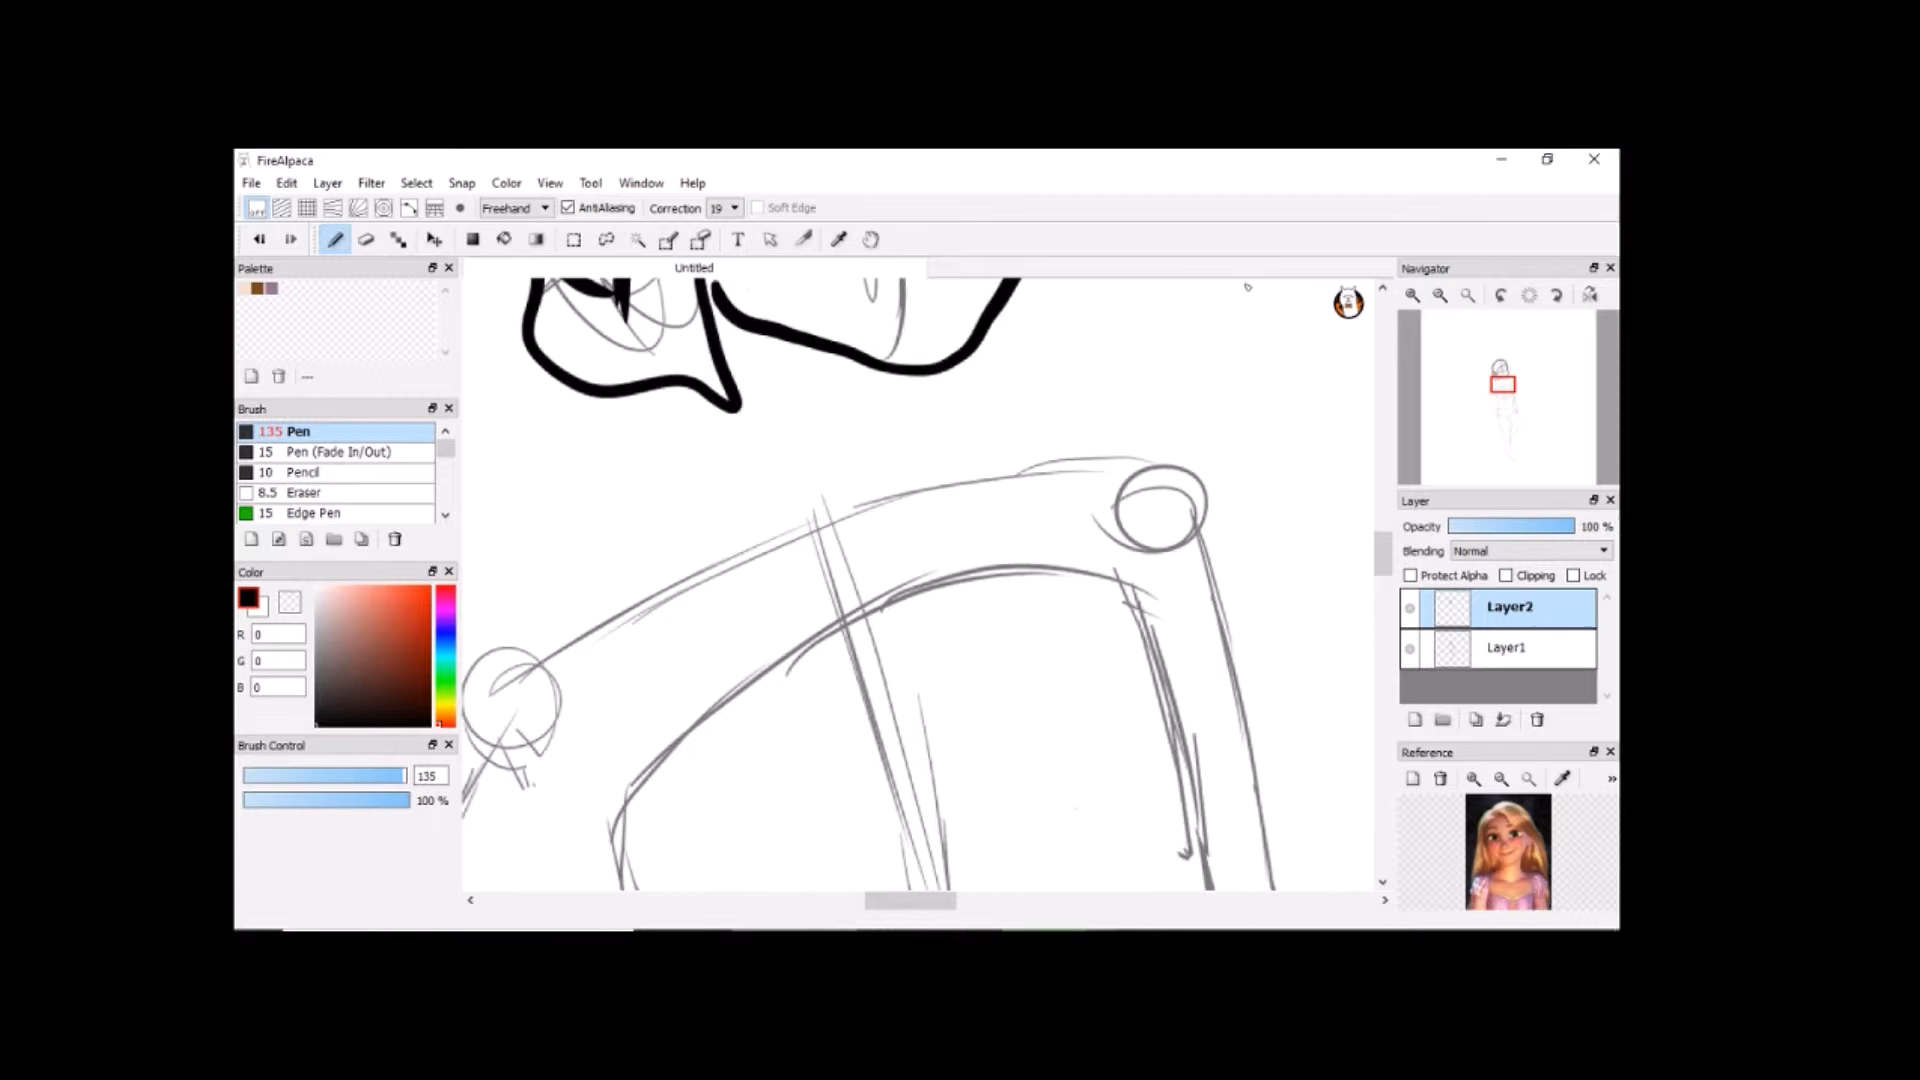 FireAlpaca
File Edit Layer Filter Select Snap Color View Tool Window Help
OFF Freehand AntiAliasing Correction 19 Soft Edge
T
Palette
Untitled
Navigator
---
Brush
135 Pen
15 Pen (Fade In/Out)
10 Pencil
8.5 Eraser
15 Edge Pen
Color
R 0
G 0
B 0
Brush Control
135
100 %
Layer
Opacity 100 %
Blending Normal
Protect Alpha Clipping Lock
Layer2
Layer1
Reference